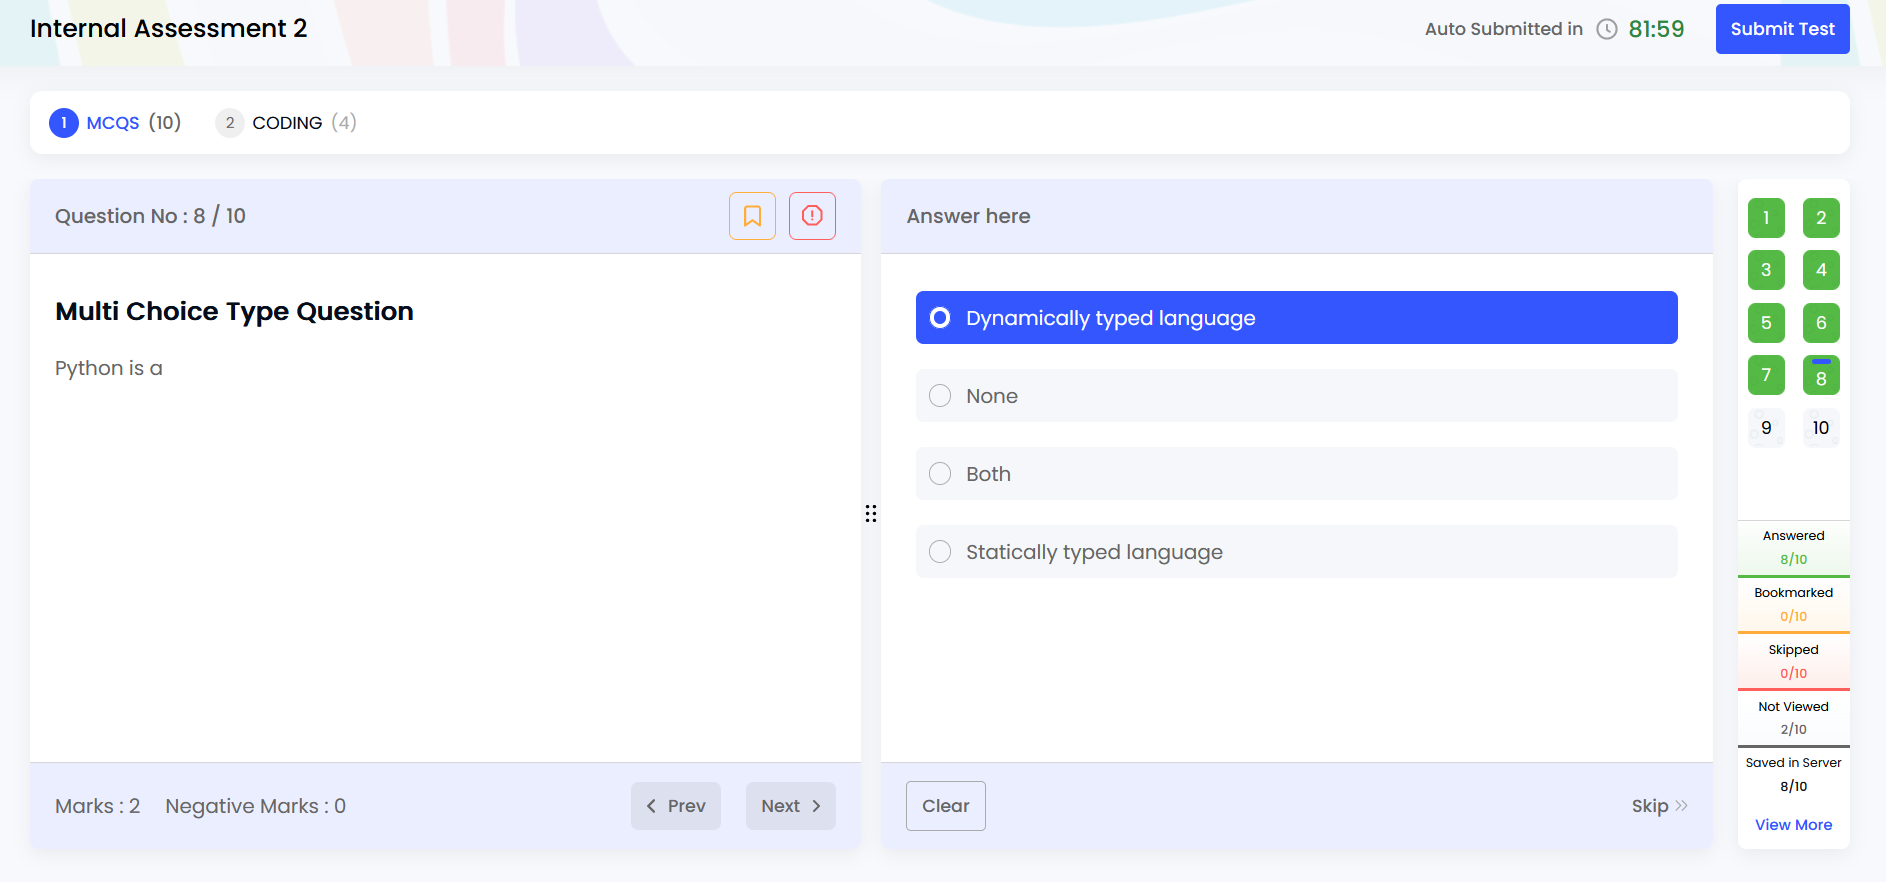 Internal Assessment 2
Auto Submitted in 81:59
Submit Test
1 MCQS (10)
2 CODING (4)
Question No : 8 / 10
Multi Choice Type Question
Python is a
Marks : 2 Negative Marks : 0
Prev
Next
Answer here
Dynamically typed language
None
Both
Statically typed language
Clear
Skip
1 2
3 4
5 6
7 8
9 10
Answered
8/10
Bookmarked
0/10
Skipped
0/10
Not Viewed
2/10
Saved in Server
8/10
View More